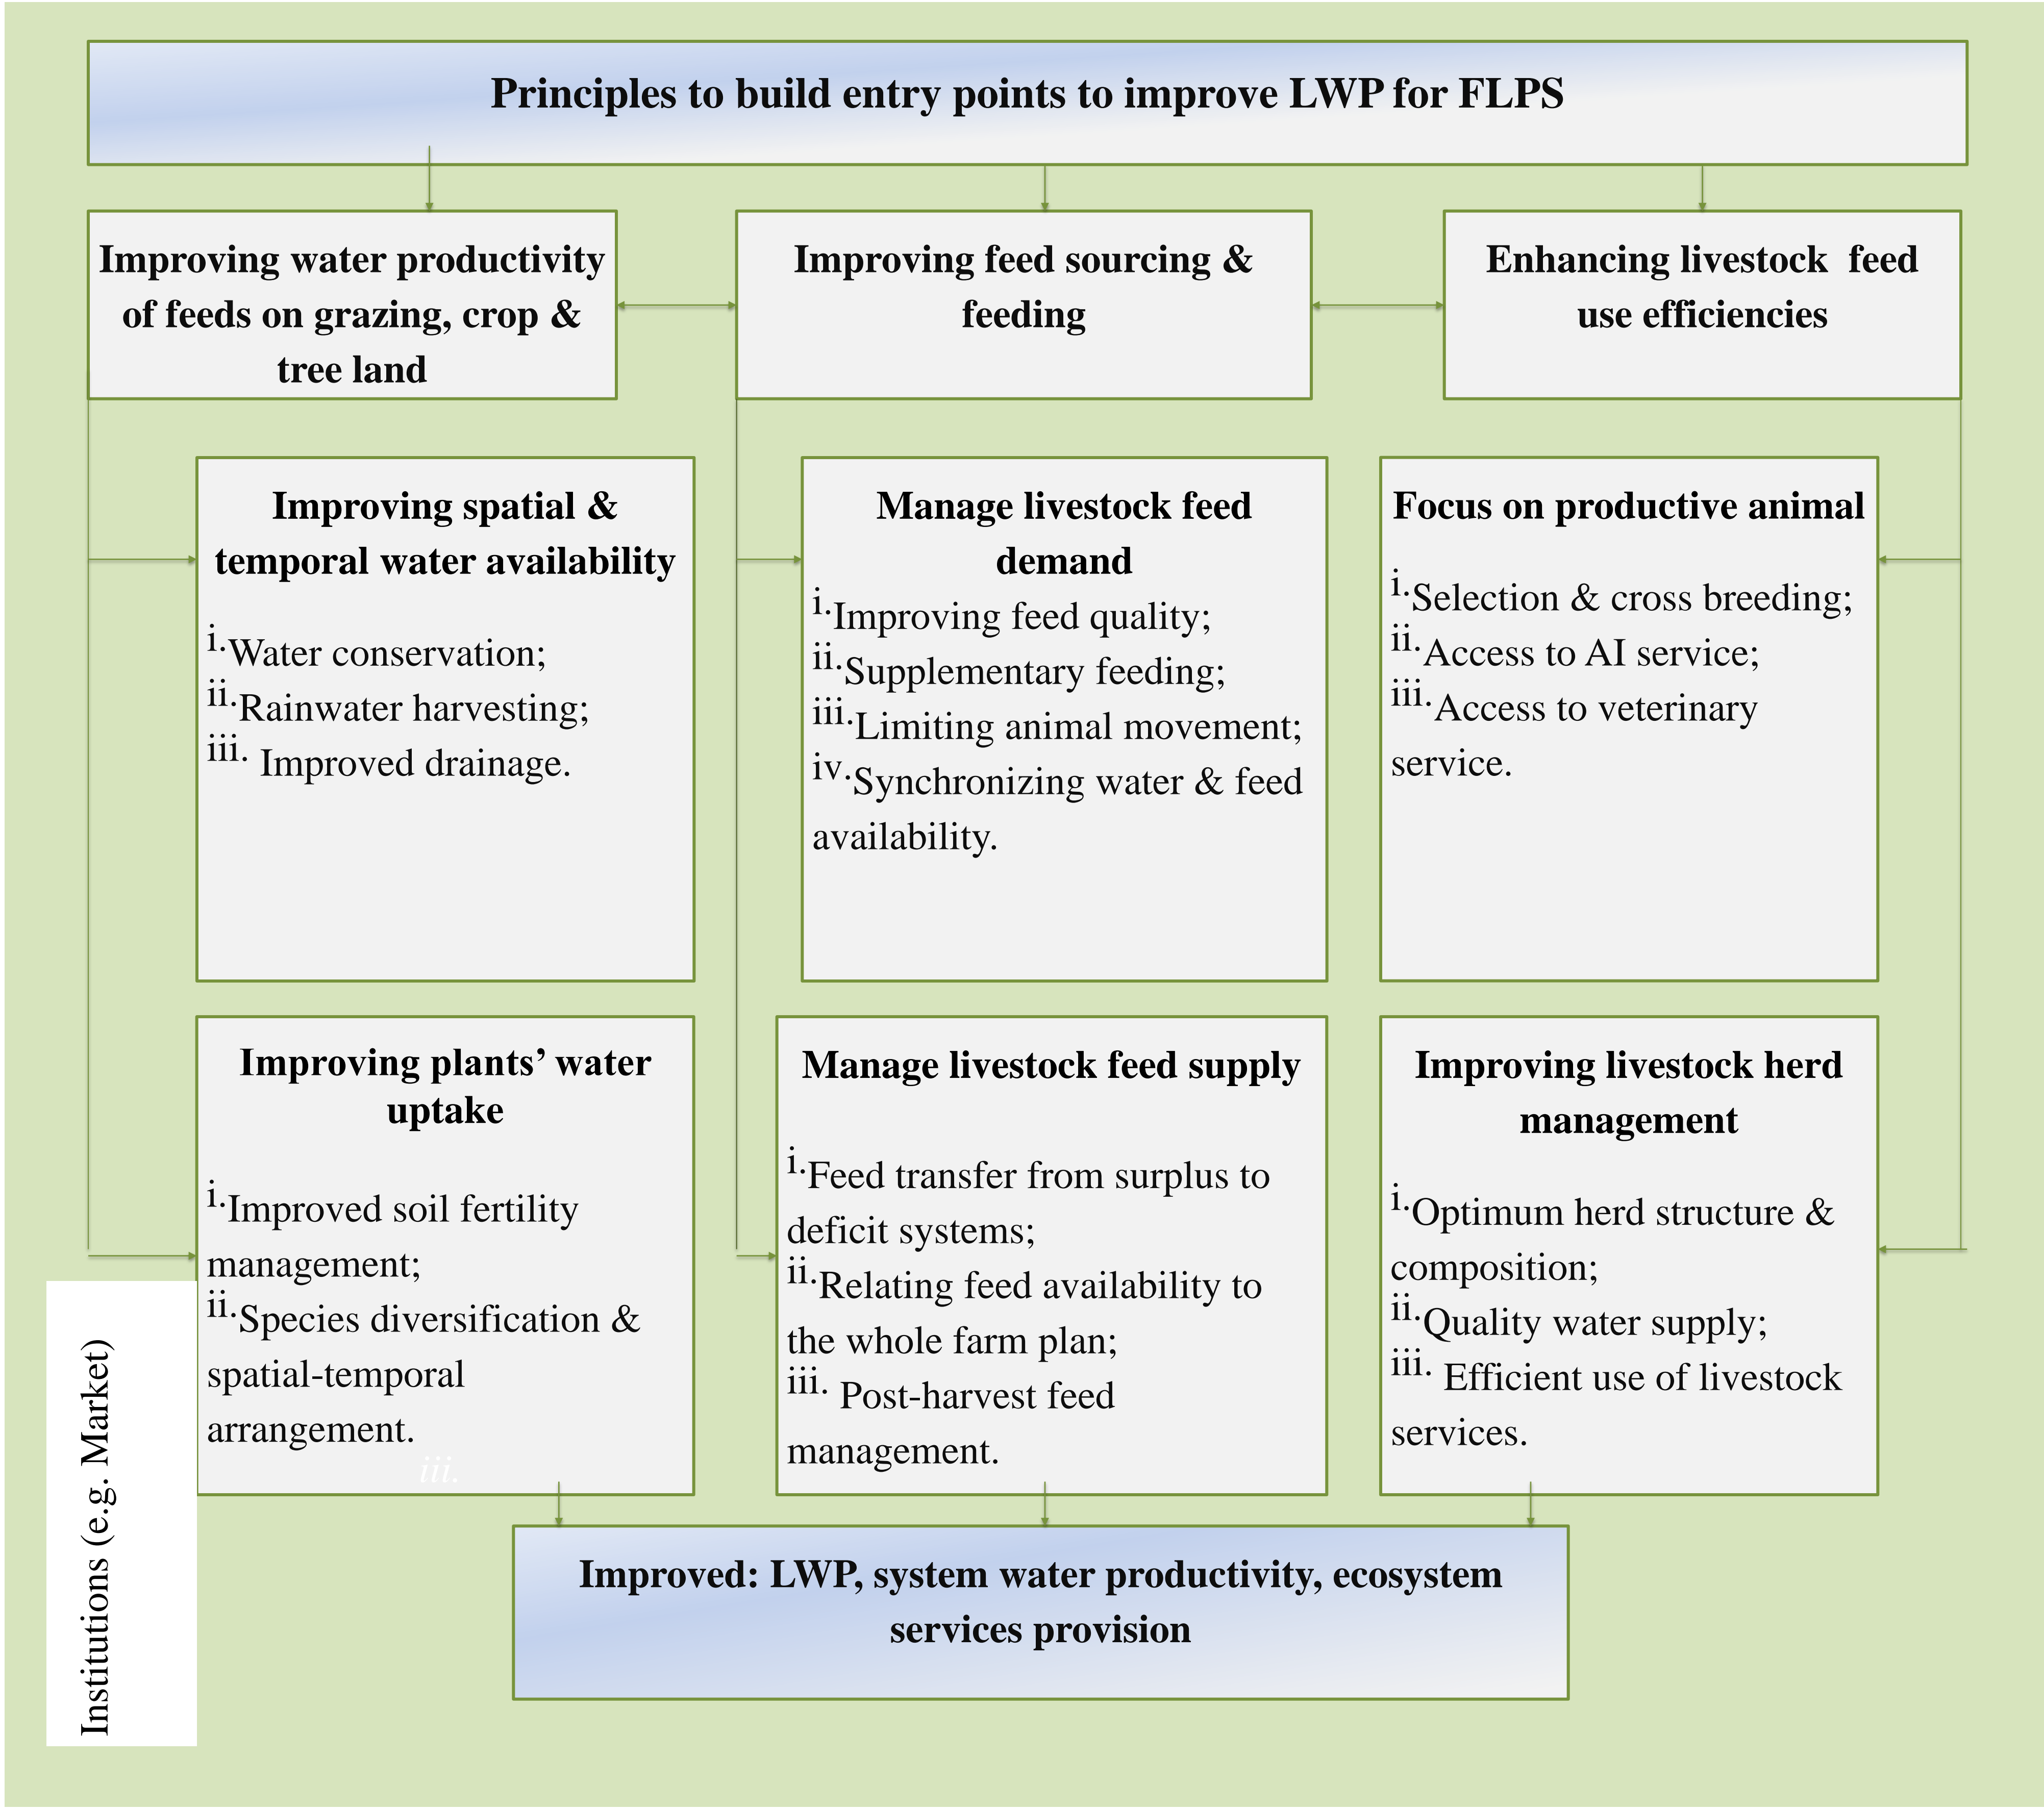 Principles to build entry points to improve LWP for FLPS
Improving water productivity
of feeds on grazing, crop &
tree land
Improving feed sourcing &
feeding
Enhancing livestock feed
use efficiencies
Improving spatial &
temporal water availability
i.Water conservation;
ii.Rainwater harvesting;
iii. Improved drainage.
Manage livestock feed
demand
i.Improving feed quality;
ii.Supplementary feeding;
iii.Limiting animal movement;
iv.Synchronizing water & feed
availability.
Focus on productive animal
i.Selection & cross breeding;
ii.Access to AI service;
iii.Access to veterinary
service.
Improving plants’ water
uptake
i.Improved soil fertility
management;
ii.Species diversification &
spatial-temporal
arrangement.
iii.
Manage livestock feed supply
i.Feed transfer from surplus to
deficit systems;
ii.Relating feed availability to
the whole farm plan;
iii. Post-harvest feed
management.
Improving livestock herd
management
i.Optimum herd structure &
composition;
ii.Quality water supply;
iii. Efficient use of livestock
services.
Institutions (e.g. Market)
Improved: LWP, system water productivity, ecosystem
services provision